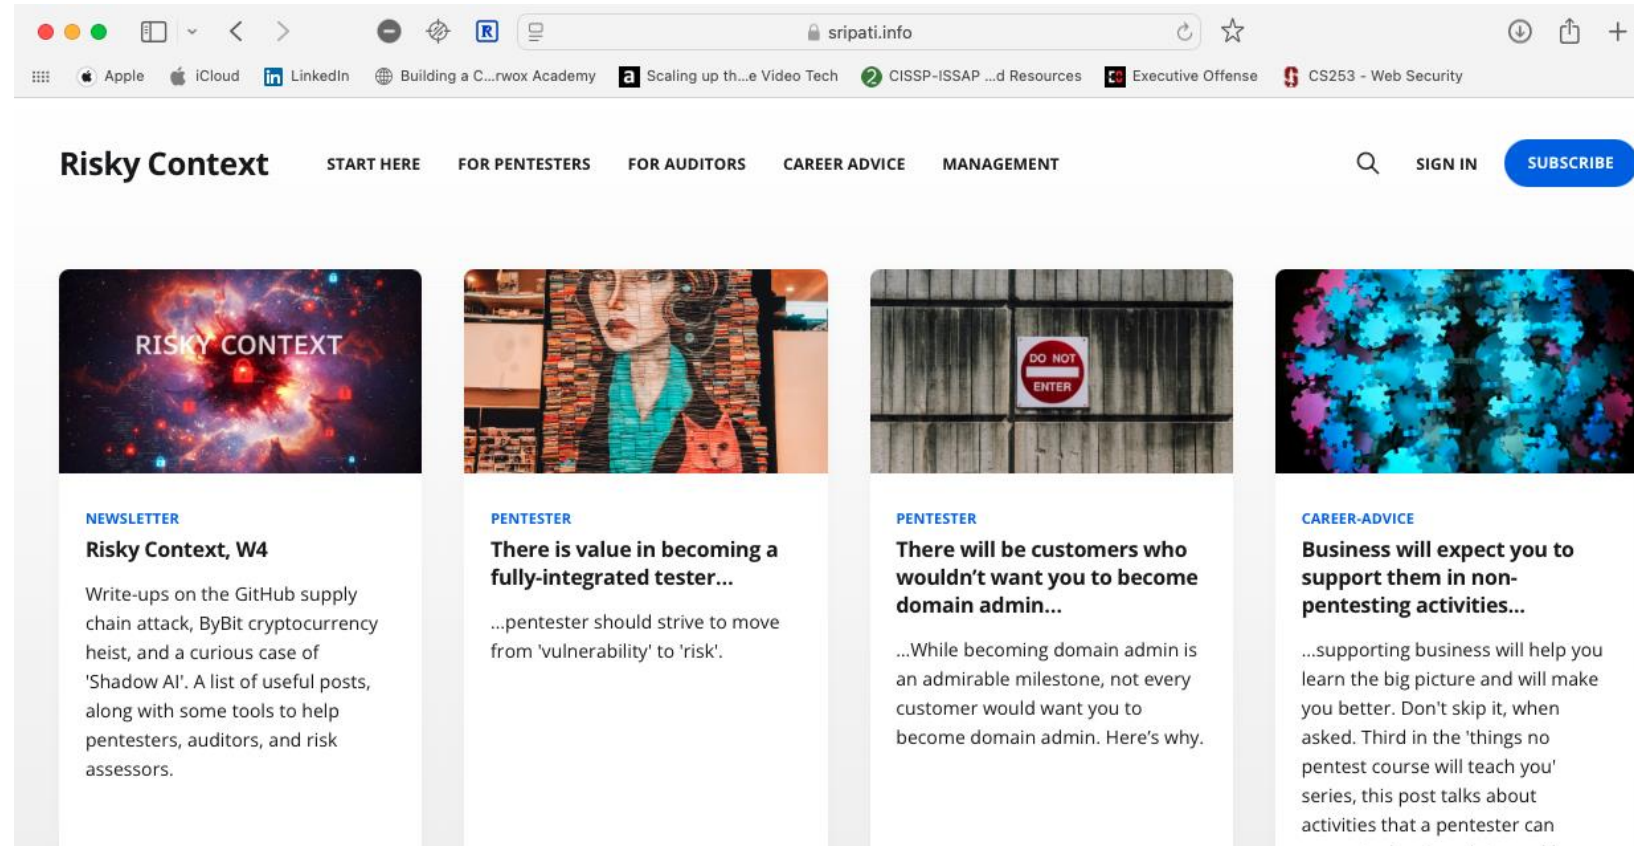 sripati.info
Apple
iCloud
LinkedIn
Building a C...rwox Academy
Scaling up th...e Video Tech
CISSP-ISSAP ...d Resources
Executive Offense
CS253 - Web Security
Risky Context
START HERE
FOR PENTESTERS
FOR AUDITORS
CAREER ADVICE
MANAGEMENT
SIGN IN
SUBSCRIBE
RISKY CONTEXT
NEWSLETTER
Risky Context, W4
Write-ups on the GitHub supply
chain attack, ByBit cryptocurrency
heist, and a curious case of
'Shadow AI'. A list of useful posts,
along with some tools to help
pentesters, auditors, and risk
assessors.
PENTESTER
There is value in becoming a
fully-integrated tester...
...pentester should strive to move
from 'vulnerability' to 'risk'.
DO NOT
ENTER
PENTESTER
There will be customers who
wouldn't want you to become
domain admin...
...While becoming domain admin is
an admirable milestone, not every
customer would want you to
become domain admin. Here's why.
CAREER-ADVICE
Business will expect you to
support them in non-
pentesting activities...
...supporting business will help you
learn the big picture and will make
you better. Don't skip it, when
asked. Third in the 'things no
pentest course will teach you'
series, this post talks about
activities that a pentester can